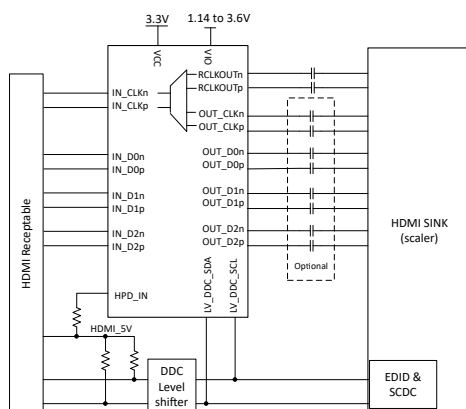 3.3V
1.14 to 3.6V
VCC
VIO
RCLKOUTn
RCLKOUTp
IN_CLKn
IN_CLKp
OUT_CLKn
OUT_CLKp
IN_D0n
IN_D0p
OUT_D0n
OUT_D0p
IN_D1n
IN_D1p
OUT_D1n
OUT_D1p
IN_D2n
IN_D2p
OUT_D2n
OUT_D2p
Optional
HDMI Receptable
HDMI SINK
(scaler)
HPD_IN
LV_DDC_SDA
LV_DDC_SCL
HDMI_5V
DDC
Level
shifter
EDID &
SCDC